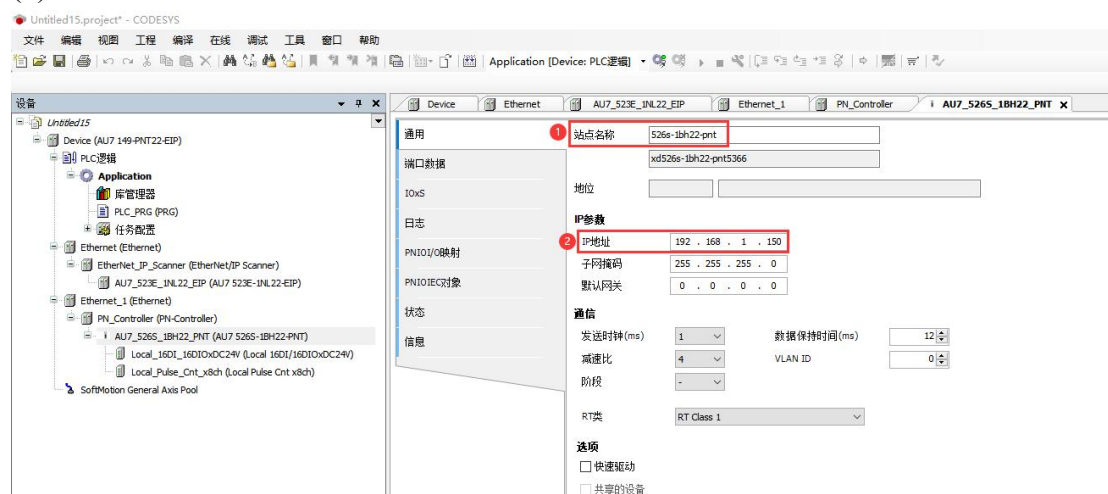 Untitled15.project* - CODESYS
文件 编辑 视图 工程 编译 在线 调试 工具 窗口 帮助
Application [Device: PLC逻辑]
设备
Device Ethernet AU7_523E_1NL22_EIP Ethernet_1 PN_Controller AU7_526S_1BH22_PNT
Untitled15
Device (AU7 149-PNT22-EIP)
PLC逻辑
Application
库管理器
PLC_PRG (PRG)
任务配置
Ethernet (Ethernet)
EtherNet_IP_Scanner (EtherNet/IP Scanner)
AU7_523E_1NL22_EIP (AU7 523E-1NL22-EIP)
Ethernet_1 (Ethernet)
PN_Controller (PN-Controller)
AU7_526S_1BH22_PNT (AU7 526S-1BH22-PNT)
Local_16DI_16DIOxDC24V (Local 16DI/16DIOxDC24V)
Local_Pulse_Cnt_x8ch (Local Pulse Cnt x8ch)
SoftMotion General Axis Pool
通用
端口数据
IOxS
日志
PNIOI/O映射
PNIOIEC对象
状态
信息
1 站点名称 526s-1bh22-pnt
xd526s-1bh22-pnt5366
地位
IP参数
2 IP地址 192 . 168 . 1 . 150
子网掩码 255 . 255 . 255 . 0
默认网关 0 . 0 . 0 . 0
通信
发送时钟(ms) 1 数据保持时间(ms) 12
减速比 4 VLAN ID 0
阶段 -
RT类 RT Class 1
选项
快速驱动
共享的设备